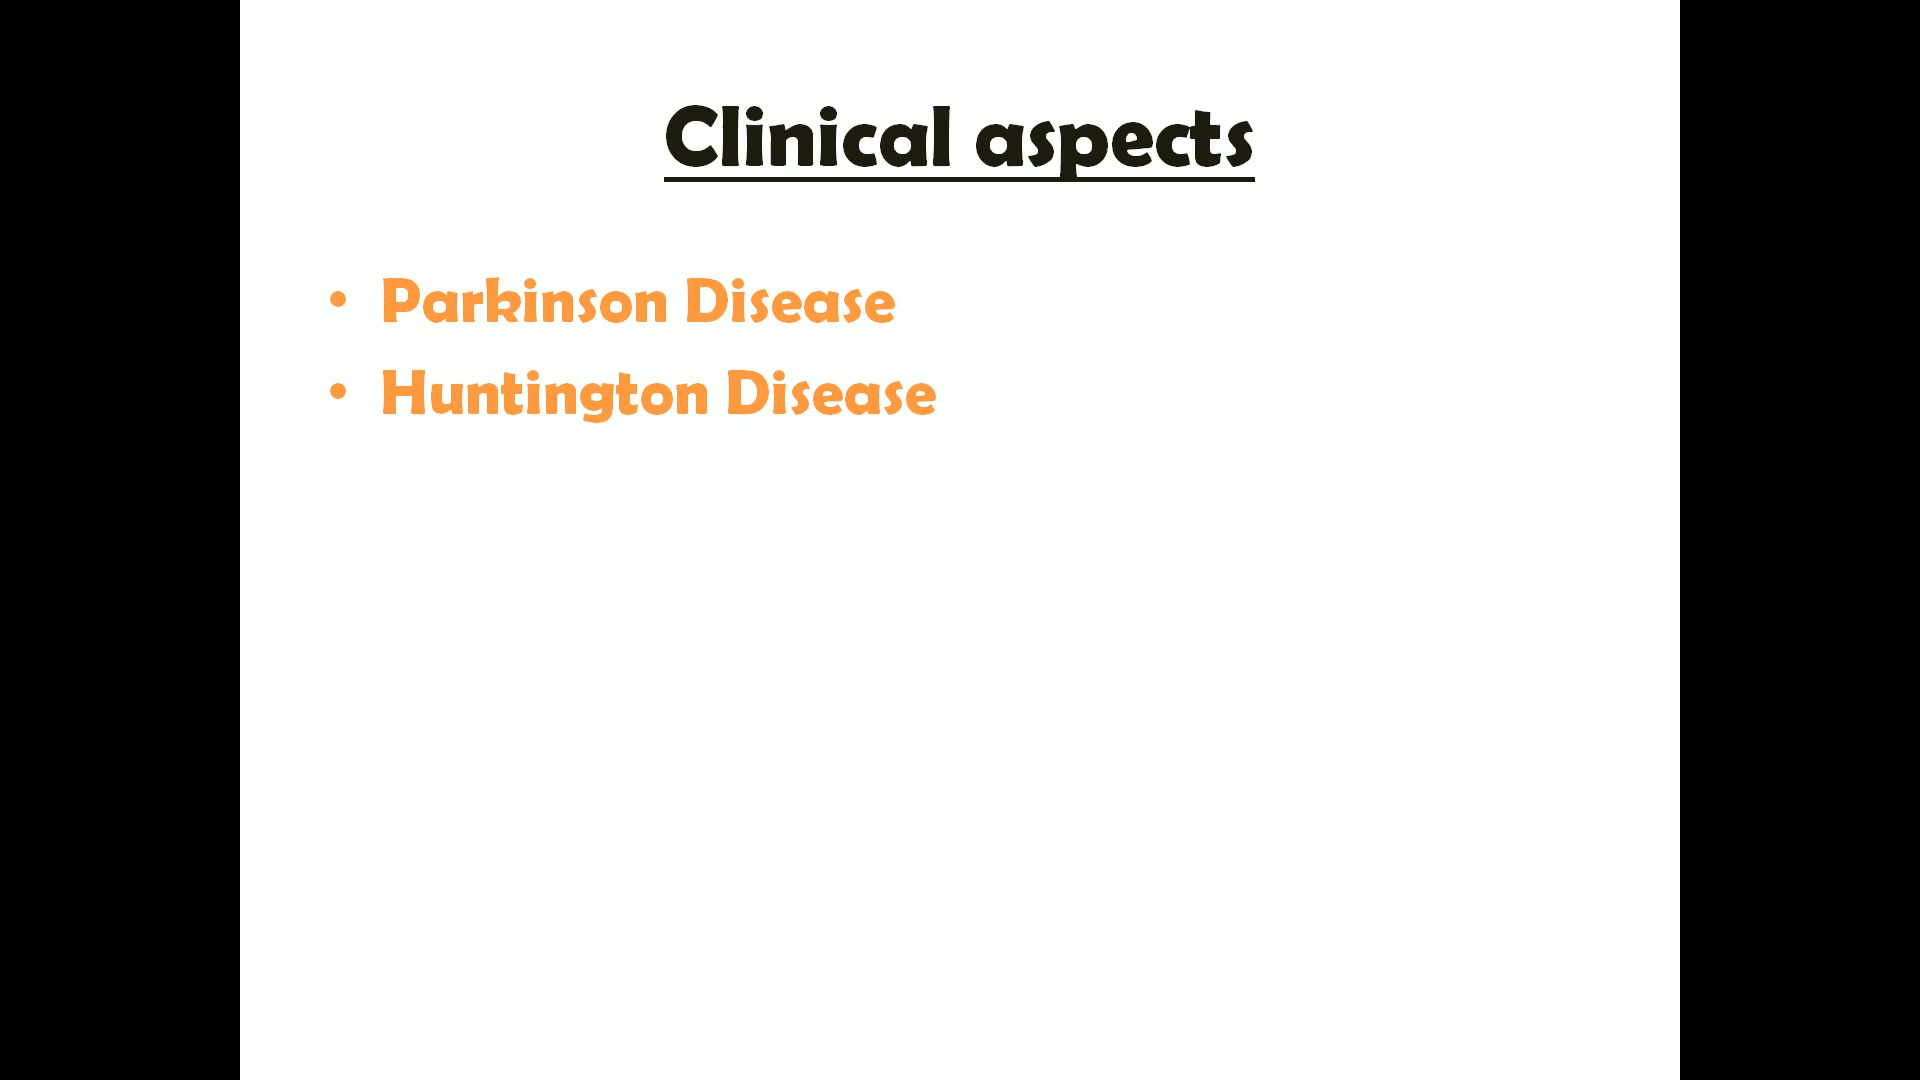 Clinical aspects
• Parkinson Disease
• Huntington Disease